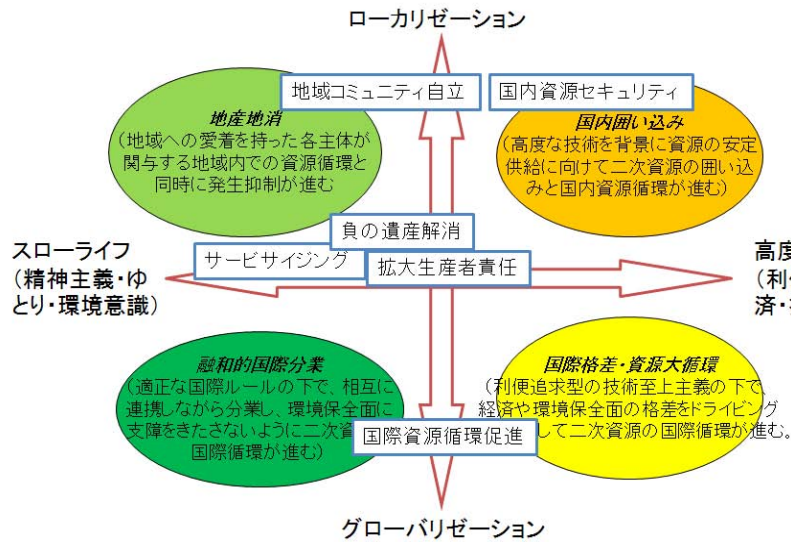 ローカリゼーション
地域コミュニティ自立
国内資源セキュリティ
地産地消
(地域への愛着を持った各主体が
関与する地域内での資源循環と
同時に発生抑制が進む
国内囲い込み
(高度な技術を背景に資源の安定
供給に向けて二次資源の囲い込
みと国内資源循環が進む)
負の遺産解消
サービサイジング
拡大生産者責任
スローライフ
(精神主義・ゆ
とり・環境意識)
高度
(利
済・
融和的国際分業
(適正な国際ルールの下で、相互に
連携しながら分業し、環境保全面に
支障をきたさないように二次資
国際循環が進む)
国際格差・資源大循環
(利便追求型の技術至上主義の下で、
経済や環境保全面の格差をドライビング
して二次資源の国際循環が進む。
国際資源循環促進
グローバリゼーション